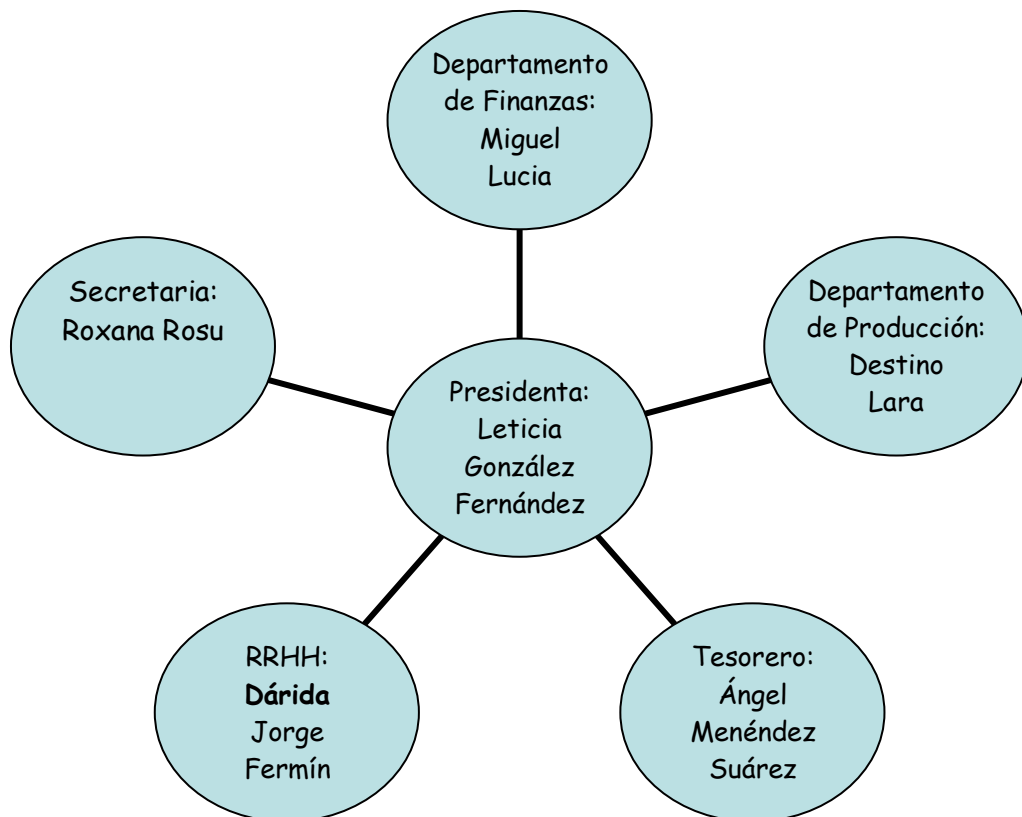 Departamento
de Finanzas:
Miguel
Lucia
Secretaria:
Roxana Rosu
Departamento
de Producción:
Destino
Lara
Presidenta:
Leticia
González
Fernández
RRHH:
Dárida
Jorge
Fermín
Tesorero:
Ángel
Menéndez
Suárez